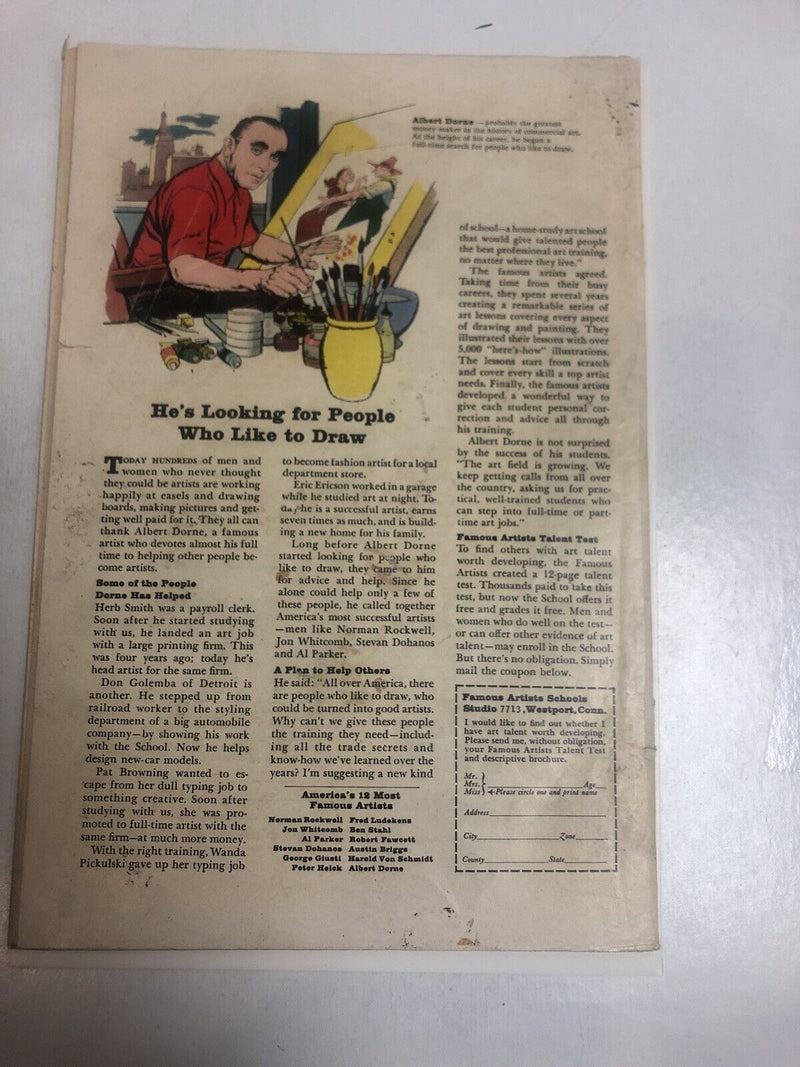 Albert Dorne —probably the greatest
money maker in the history of commercial art.
At the height of his career, he began a
full-time search for people who like to draw.
He's Looking for People
Who Like to Draw
TODAY HUNDREDS of men and
women who never thought
they could be artists are working
happily at easels and drawing
boards, making pictures and get-
ting well paid for it. They all can
thank Albert Dorne, a famous
artist who devotes almost his full
time to helping other people be-
come artists.
Some of the People
Dorne Has Helped
Herb Smith was a payroll clerk.
Soon after he started studying
with us, he landed an art job
with a large printing firm. This
was four years ago; today he's
head artist for the same firm.
Don Golemba of Detroit is
another. He stepped up from
railroad worker to the styling
department of a big automobile
company—by showing his work
with the School. Now he helps
design new-car models.
Pat Browning wanted to es-
cape from her dull typing job to
something creative. Soon after
studying with us, she was pro-
moted to full-time artist with the
same firm—at much more money.
With the right training, Wanda
Pickulski gave up her typing job
to become fashion artist for a local
department store.
Eric Ericson worked in a garage
while he studied art at night. To-
day he is a successful artist, earns
seven times as much, and is build-
ing a new home for his family.
Long before Albert Dorne
started looking for people who
like to draw, they came to him
for advice and help. Since he
alone could help only a few of
these people, he called together
America's most successful artists
—men like Norman Rockwell,
Jon Whitcomb, Stevan Dohanos
and Al Parker.
A Plan to Help Others
He said: "All over America, there
are people who like to draw, who
could be turned into good artists.
Why can't we give these people
the training they need—includ-
ing all the trade secrets and
know-how we've learned over the
years? I'm suggesting a new kind
America's 12 Most
Famous Artists
Norman Rockwell Fred Ludekens
Jon Whitcomb Ben Stahl
Al Parker Robert Fawcett
Stevan Dohanos Austin Briggs
George Giusti Harold Von Schmidt
Peter Helck Albert Dorne
of school—a home-study art school
that would give talented people
the best professional art training,
no matter where they live."
The famous artists agreed.
Taking time from their busy
careers, they spent several years
creating a remarkable series of
art lessons covering every aspect
of drawing and painting. They
illustrated their lessons with over
5,000 "here's-how" illustrations.
The lessons start from scratch
and cover every skill a top artist
needs. Finally, the famous artists
developed a wonderful way to
give each student personal cor-
rection and advice all through
his training.
Albert Dorne is not surprised
by the success of his students.
"The art field is growing. We
keep getting calls from all over
the country, asking us for prac-
tical, well-trained students who
can step into full-time or part-
time art jobs."
Famous Artists Talent Test
To find others with art talent
worth developing, the Famous
Artists created a 12-page talent
test. Thousands paid to take this
test, but now the School offers it
free and grades it free. Men and
women who do well on the test—
or can offer other evidence of art
talent—may enroll in the School.
But there's no obligation. Simply
mail the coupon below.
Famous Artists Schools
Studio 7713, Westport, Conn.
I would like to find out whether I
have art talent worth developing.
Please send me, without obligation,
your Famous Artists Talent Test
and descriptive brochure.
Mr.
Mrs. Age
Miss Please circle one and print name
Address
City Zone
County State